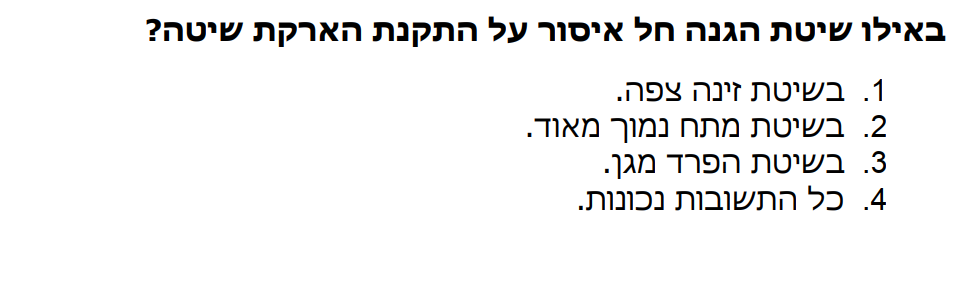 באילו שיטת הגנה חל איסור על התקנת הארקת שיטה?
1. בשיטת זינה צפה.
2. בשיטת מתח נמוך מאוד.
3. בשיטת הפרד מגן.
4. כל התשובות נכונות.